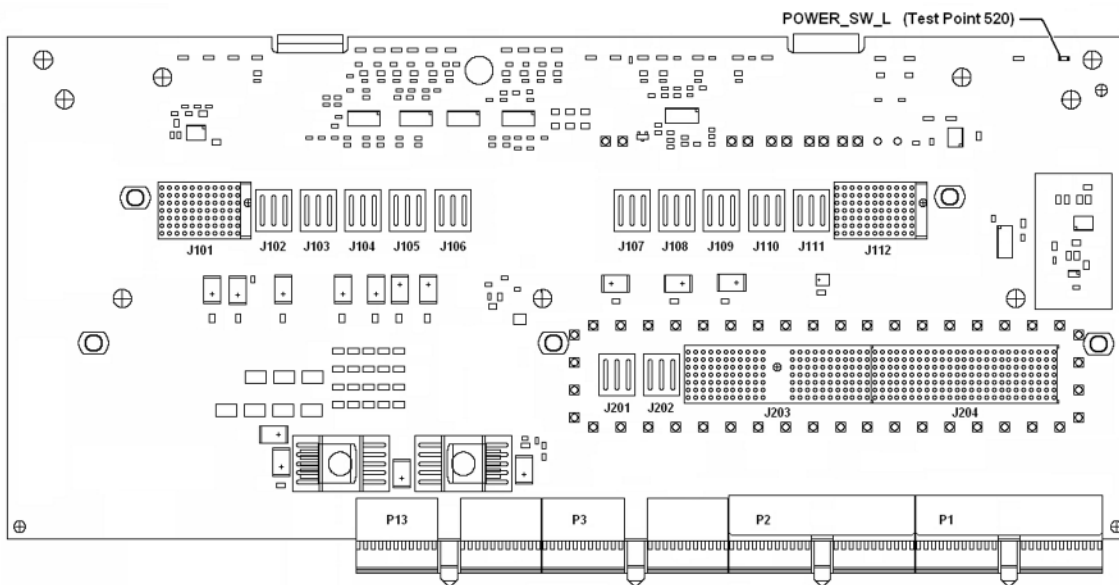 POWER_SW_L (Test Point 520)
J101 J102 J103 J104 J105 J106 J107 J108 J109 J110 J111 J112
J201 J202 J203 J204
P13 P3 P2 P1